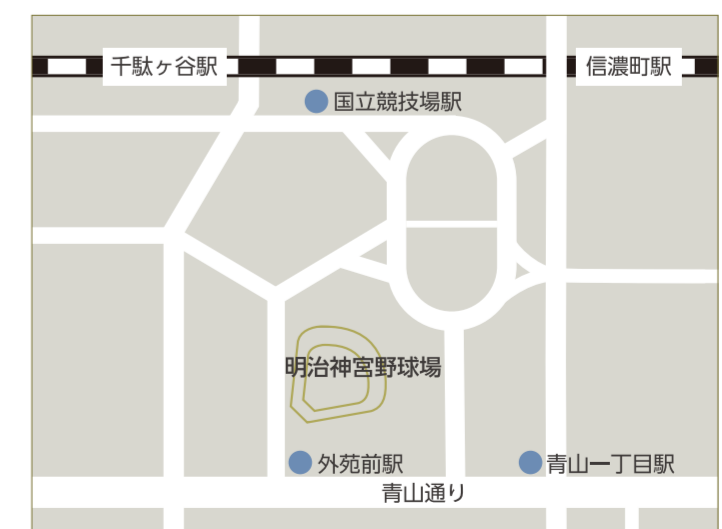 千駄ヶ谷駅
信濃町駅
国立競技場駅
明治神宮野球場
外苑前駅
青山一丁目駅
青山通り